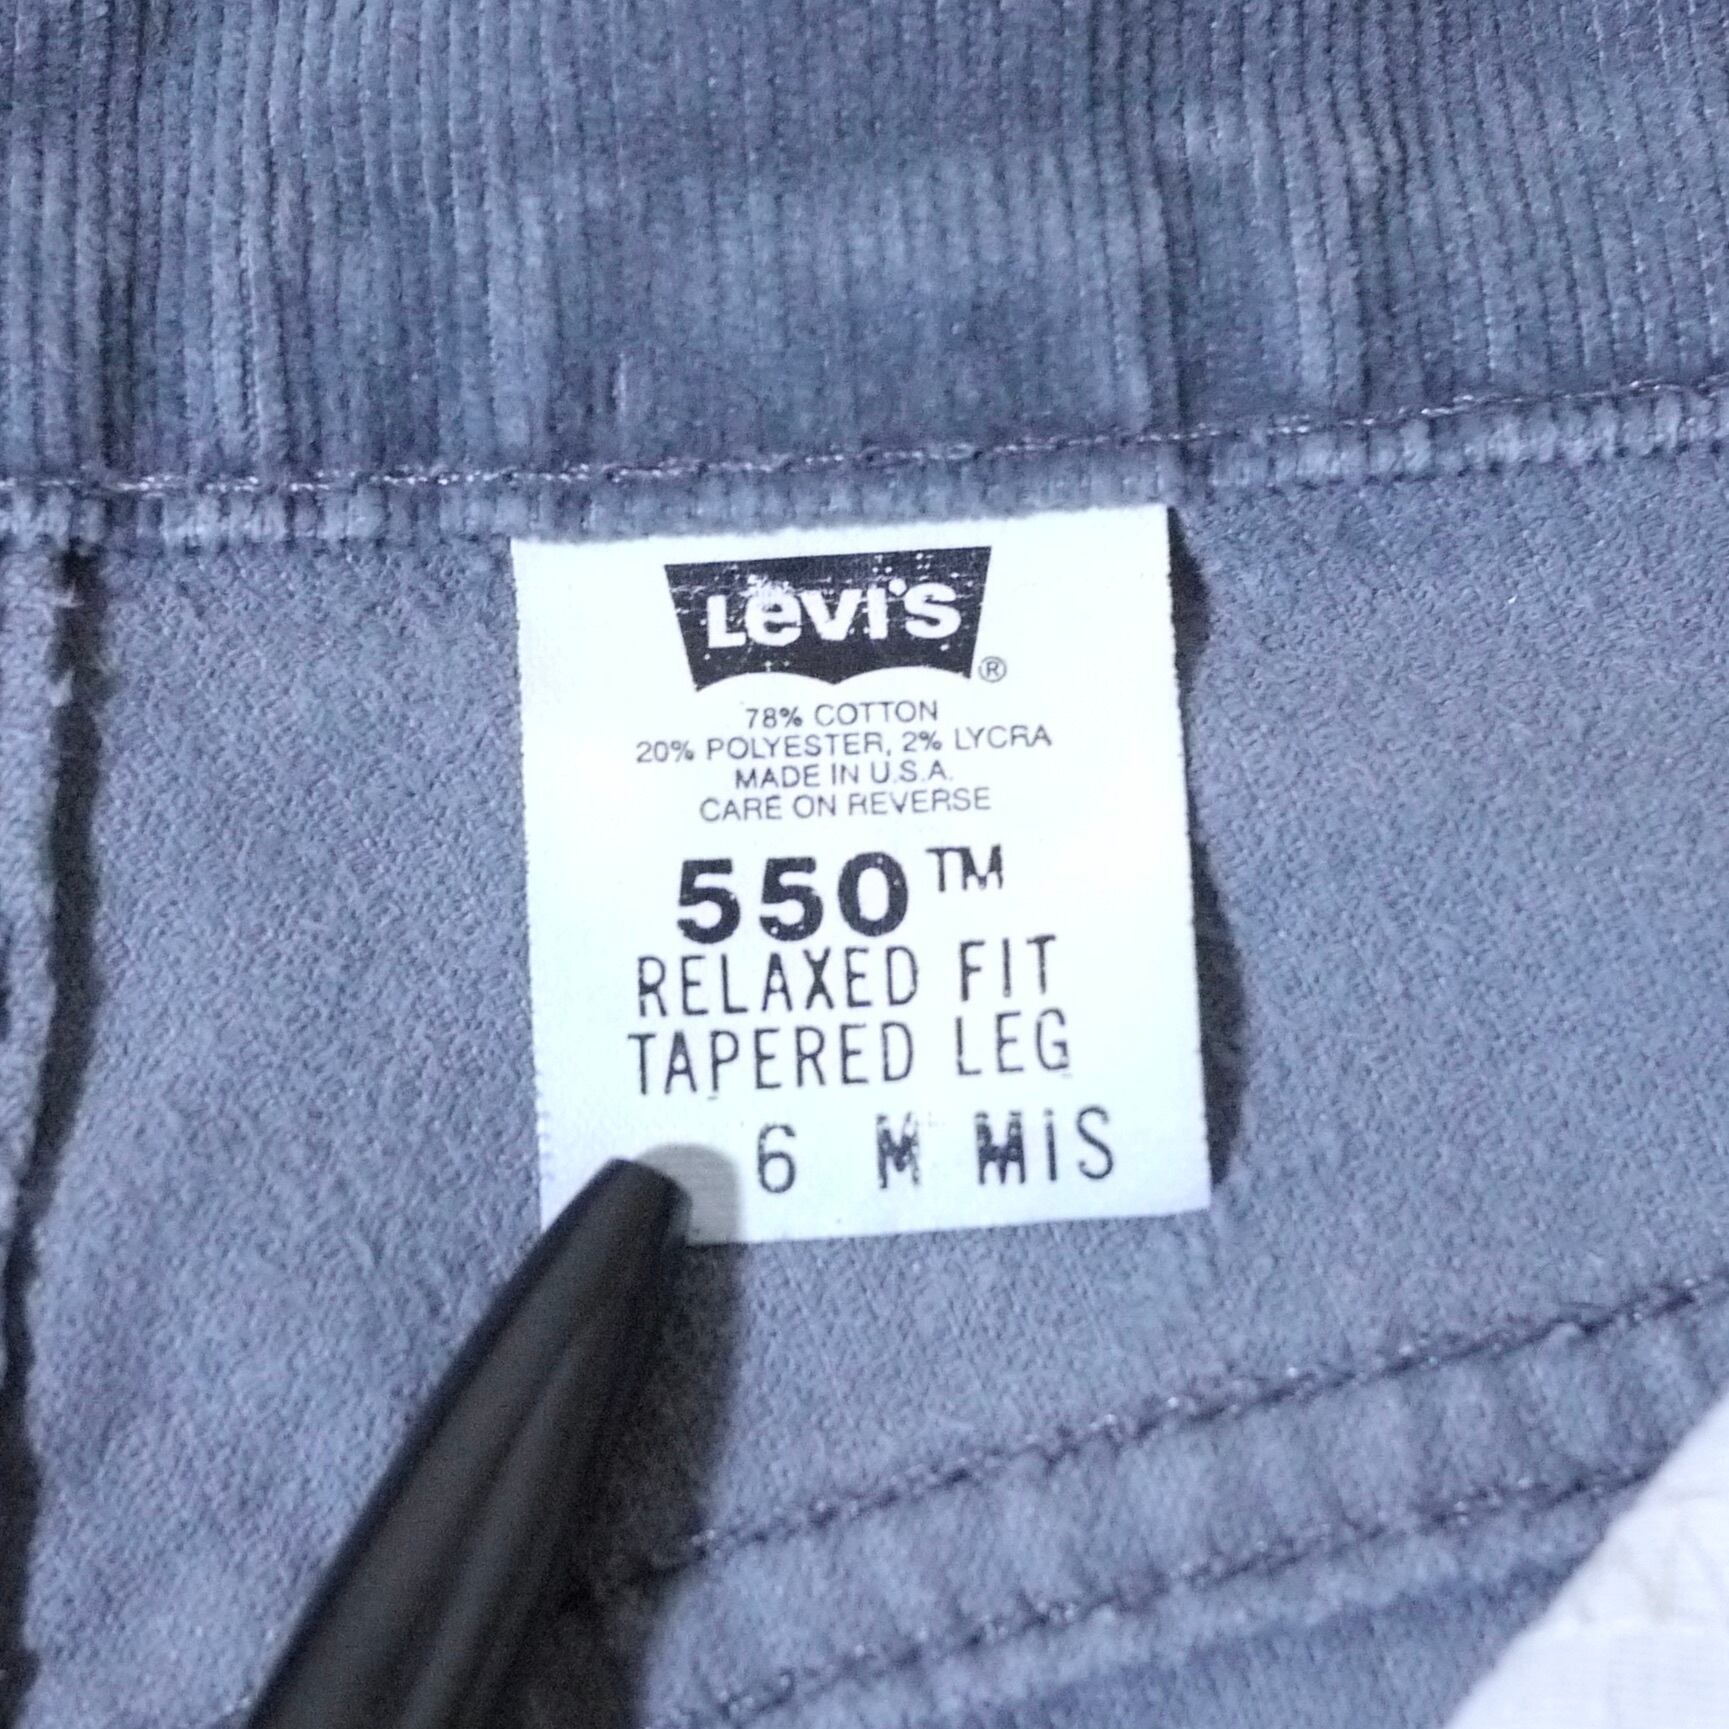 Levi's ®
78% COTTON
20% POLYESTER, 2% LYCRA
MADE IN U.S.A.
CARE ON REVERSE
550™
RELAXED FIT
TAPERED LEG
6 M MIS